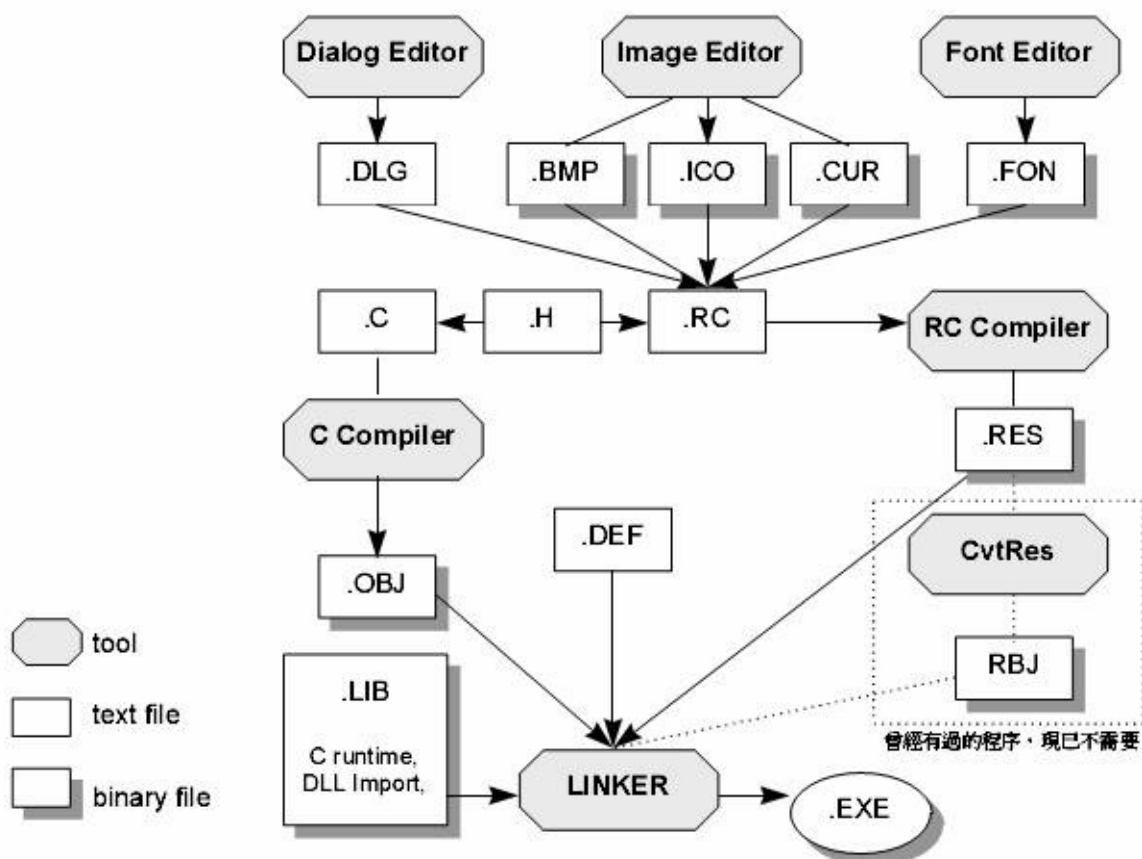 Dialog Editor
Image Editor
Font Editor
.DLG
.BMP
.ICO
.CUR
.FON
.C
.H
.RC
RC Compiler
C Compiler
.RES
.DEF
CvtRes
.OBJ
RBJ
.LIB
C runtime,
DLL Import,
LINKER
.EXE
曾經有過的程序，現已不需要
tool
text file
binary file